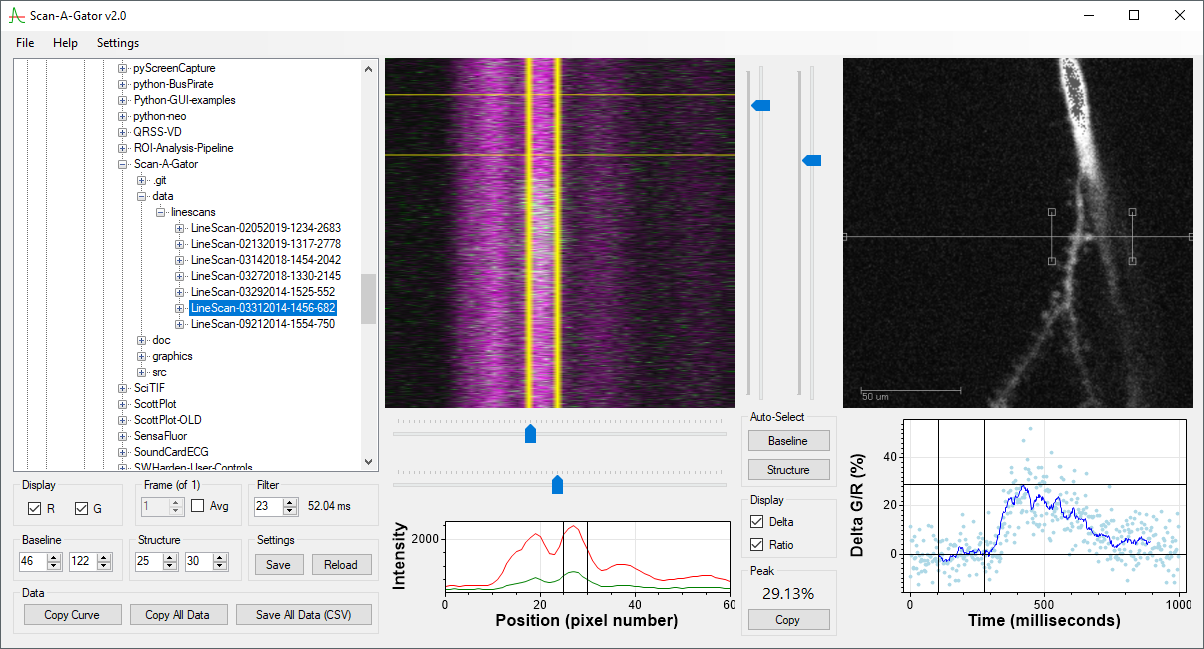 Scan-A-Gator v2.0
File Help Settings
pyScreenCapture
python-BusPirate
Python-GUI-examples
python-neo
QRSS-VD
ROI-Analysis-Pipeline
Scan-A-Gator
.git
data
linescans
LineScan-02052019-1234-2683
LineScan-02132019-1317-2778
LineScan-03142018-1454-2042
LineScan-03272018-1330-2145
LineScan-03292014-1525-552
LineScan-03312014-1456-682
LineScan-09212014-1554-750
doc
graphics
src
SciTIF
ScottPlot
ScottPlot-OLD
SensaFluor
SoundCardECG
SWHarden-User-Controls
Display
R G
Frame (of 1)
1 Avg
Filter
23 52.04 ms
Baseline
46 122
Structure
25 30
Settings
Save Reload
Data
Copy Curve Copy All Data Save All Data (CSV)
Intensity
2000
0 20 40 60
Position (pixel number)
Auto-Select
Baseline
Structure
Display
Delta
Ratio
Peak
29.13%
Copy
50 um
Delta G/R (%)
40
20
0
0 500 1000
Time (milliseconds)